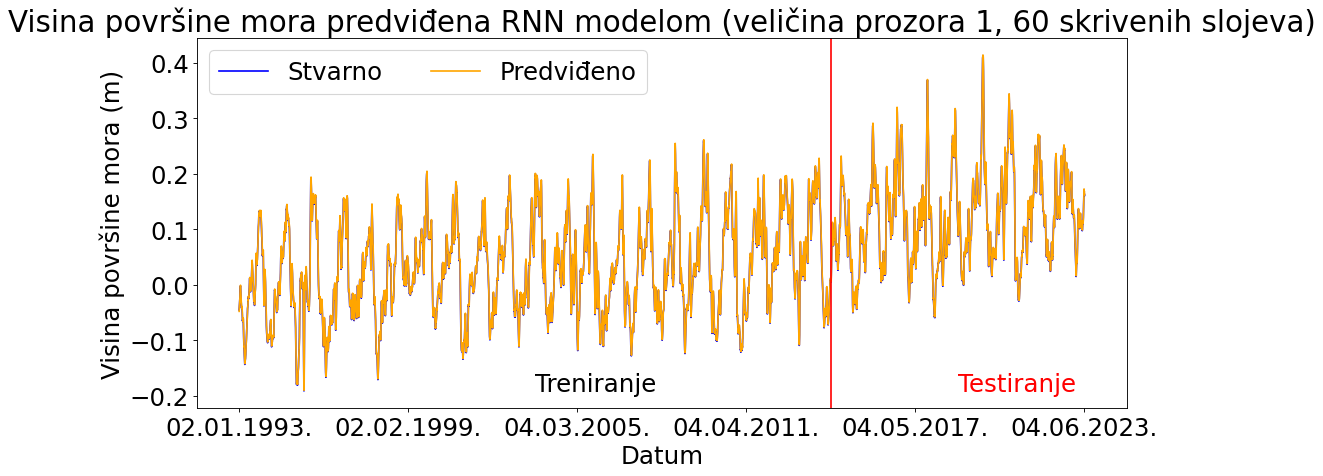 Visina površine mora predviđena RNN modelom (veličina prozora 1, 60 skrivenih slojeva)
Stvarno
Predviđeno
Visina površine mora (m)
0.4
0.3
0.2
0.1
0.0
−0.1
−0.2
Treniranje
Testiranje
02.01.1993.
02.02.1999.
04.03.2005.
04.04.2011.
04.05.2017.
04.06.2023.
Datum